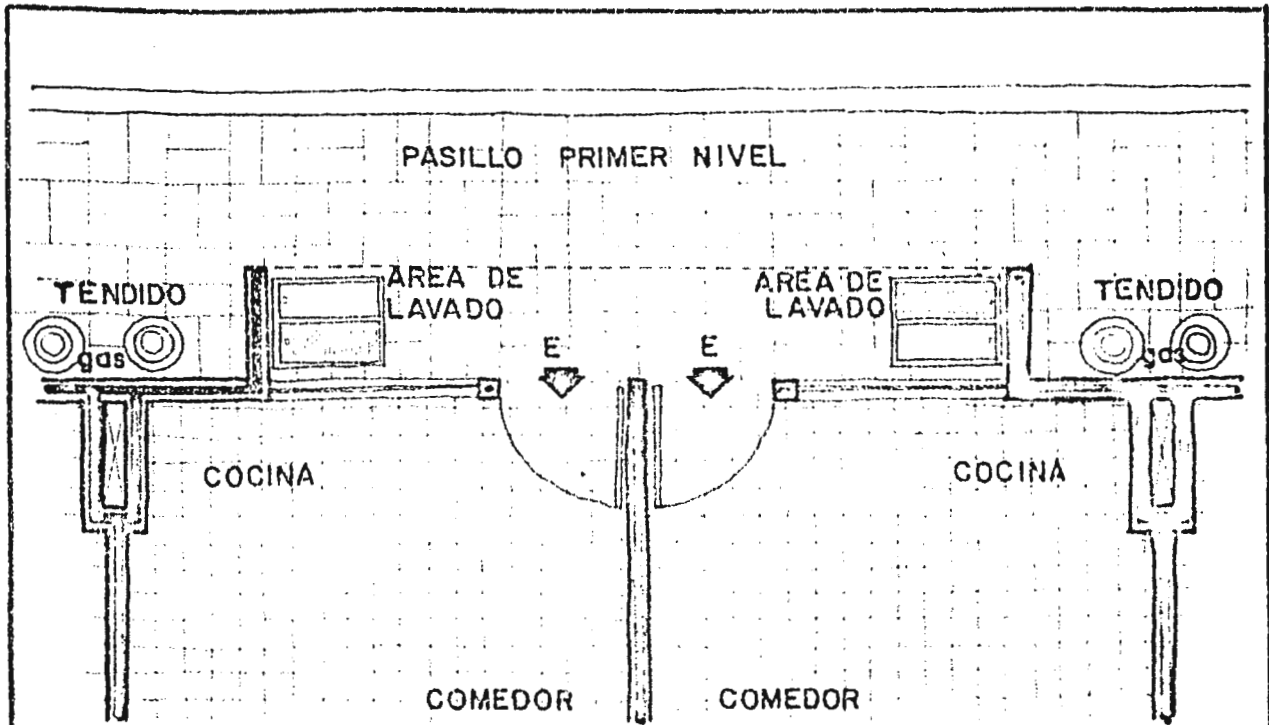 PASILLO PRIMER NIVEL
TENDIDO
gas
AREA DE
LAVADO
E
E
AREA DE
LAVADO
TENDIDO
gas
COCINA
COCINA
COMEDOR
COMEDOR